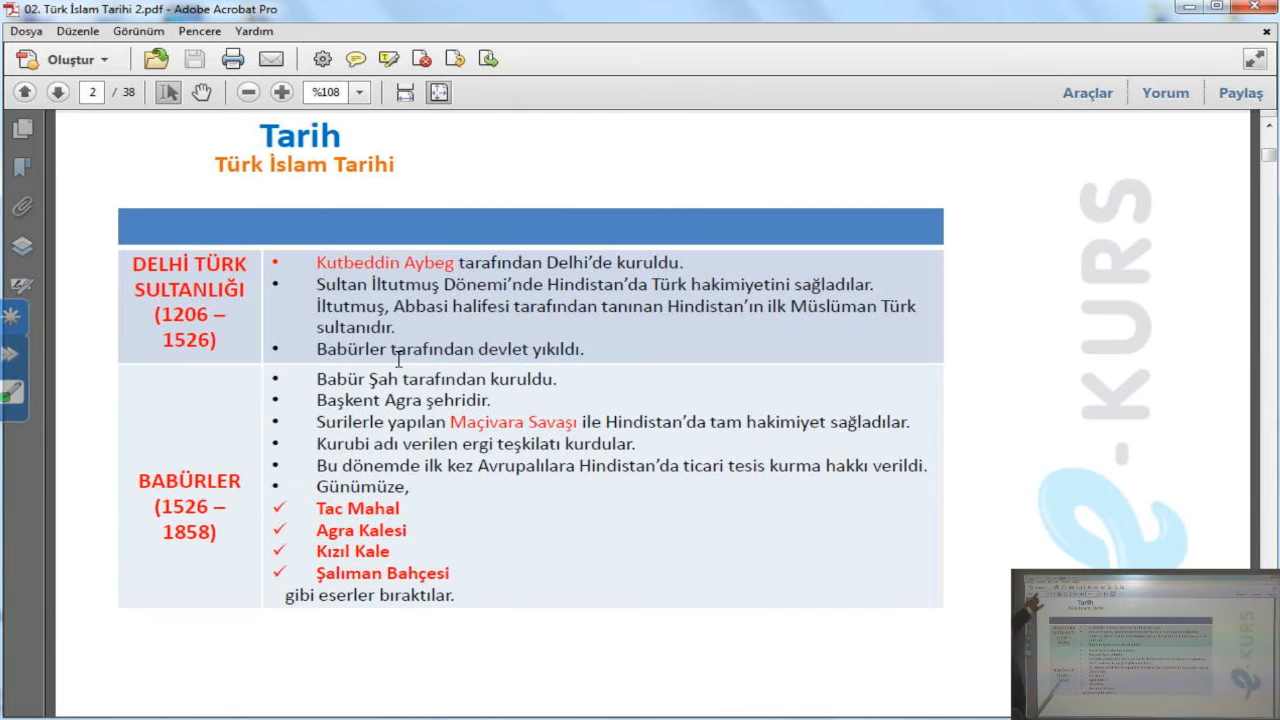 02. Türk İslam Tarihi 2.pdf - Adobe Acrobat Pro
Dosya Düzenle Görünüm Pencere Yardım
Oluştur
2 / 38 %108 Araçlar Yorum Paylaş
Tarih
Türk İslam Tarihi
DELHİ TÜRK
SULTANLIĞI
(1206 –
1526)
• Kutbeddin Aybeg tarafından Delhi’de kuruldu.
• Sultan İltutmuş Dönemi’nde Hindistan’da Türk hakimiyetini sağladılar.
İltutmuş, Abbasi halifesi tarafından tanınan Hindistan’ın ilk Müslüman Türk
sultanıdır.
• Babürler tarafından devlet yıkıldı.
BABÜRLER
(1526 –
1858)
• Babür Şah tarafından kuruldu.
• Başkent Agra şehridir.
• Surilerle yapılan Maçivara Savaşı ile Hindistan’da tam hakimiyet sağladılar.
• Kurubi adı verilen ergi teşkilatı kurdular.
• Bu dönemde ilk kez Avrupalılara Hindistan’da ticari tesis kurma hakkı verildi.
• Günümüze,
✓ Tac Mahal
✓ Agra Kalesi
✓ Kızıl Kale
✓ Şalıman Bahçesi
gibi eserler bıraktılar.
e-KURS
Tarih
Türk İslam Tarihi
e-KURS